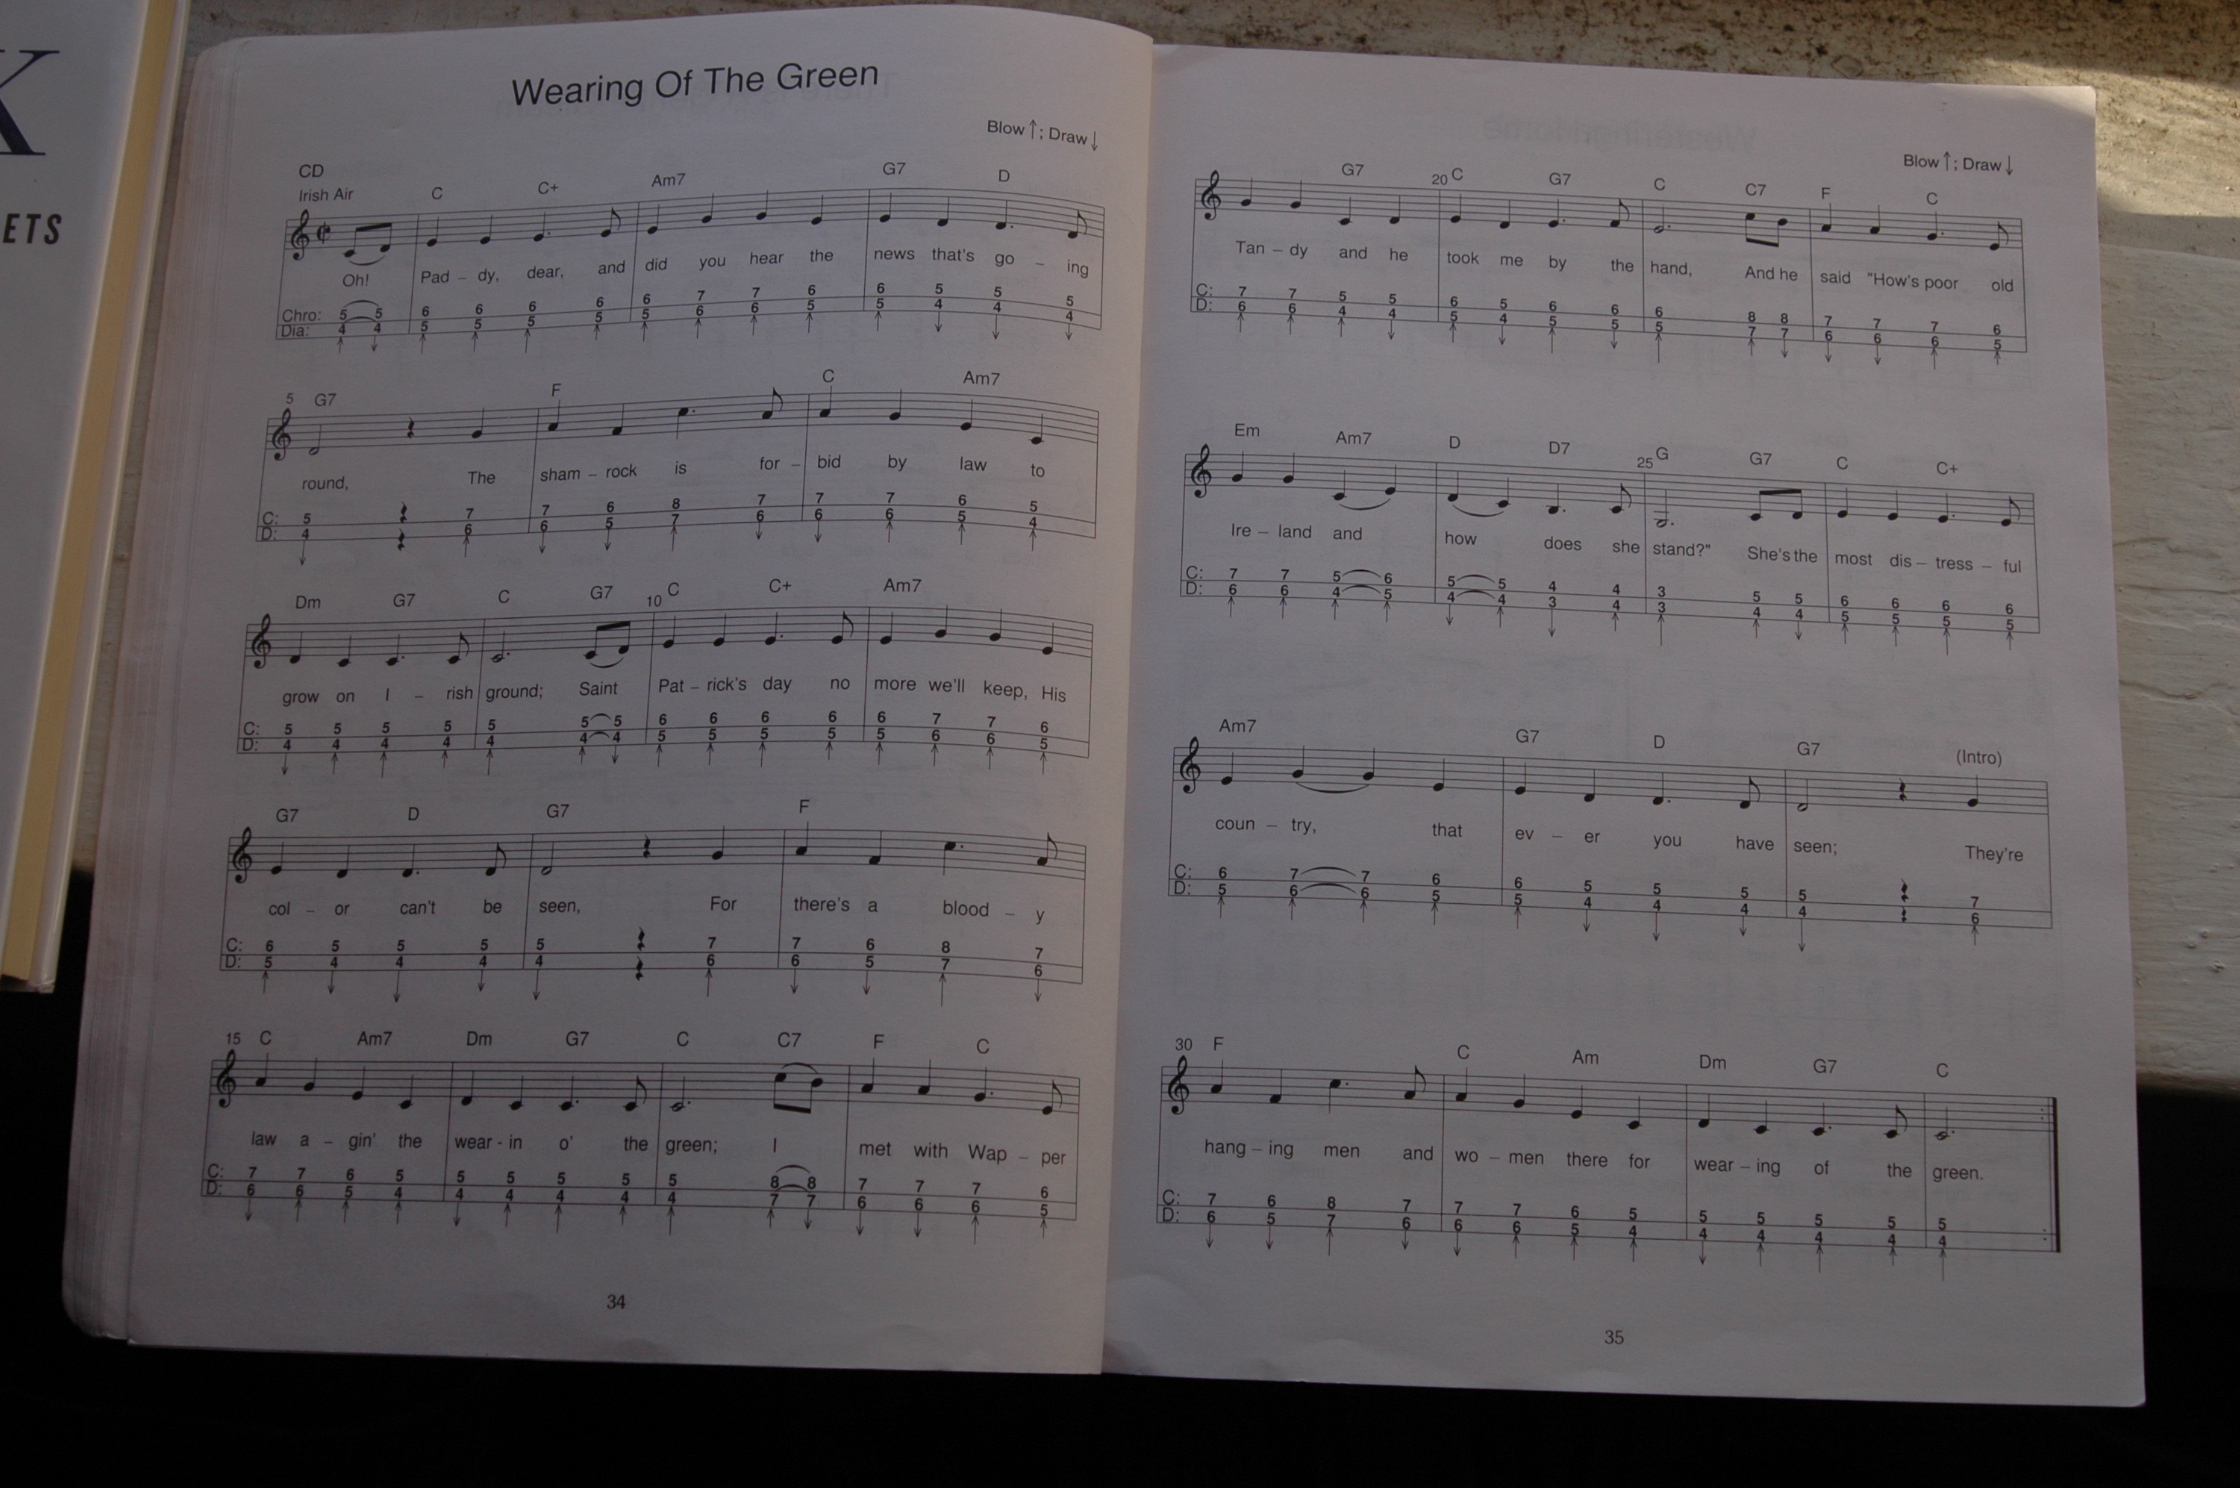 K
ETS
Wearing Of The Green
Blow ↑; Draw ↓
CD
Irish Air
C C+ Am7 G7 D
Oh! Pad – dy, dear, and did you hear the news that's go – ing
Chro: 5 5 6 6 6 6 6 7 7 6 6 5 5 5
Dia: 4 4 5 5 5 5 5 6 6 5 5 4 4 4
5 G7 F C Am7
round, The sham – rock is for – bid by law to
C: 5 7 7 6 8 7 7 7 6 5
D: 4 6 6 5 7 6 6 6 5 4
Dm G7 C G7 10 C C+ Am7
grow on I – rish ground; Saint Pat – rick's day no more we'll keep, His
C: 5 5 5 5 5 5 5 6 6 6 6 6 7 7 6
D: 4 4 4 4 4 4 4 5 5 5 5 5 6 6 5
G7 D G7 F
col – or can't be seen, For there's a blood – y
C: 6 5 5 5 5 7 7 6 8 7
D: 5 4 4 4 4 6 6 5 7 6
15 C Am7 Dm G7 C C7 F C
law a – gin' the wear - in o' the green; I met with Wap – per
C: 7 7 6 5 5 5 5 5 5 8 8 7 7 7 6
D: 6 6 5 4 4 4 4 4 4 7 7 6 6 6 5
34
Blow ↑; Draw ↓
G7 20 C G7 C C7 F C
Tan – dy and he took me by the hand, And he said "How's poor old
C: 7 7 5 5 6 5 6 6 6 8 8 7 7 7 6
D: 6 6 4 4 5 4 5 5 5 7 7 6 6 6 5
Em Am7 D D7 25 G G7 C C+
Ire – land and how does she stand?" She's the most dis – tress – ful
C: 7 7 5 6 5 5 4 4 3 5 5 6 6 6 6
D: 6 6 4 5 4 4 3 4 3 4 4 5 5 5 5
Am7 G7 D G7 (Intro)
coun – try, that ev – er you have seen; They're
C: 6 7 7 6 6 5 5 5 5 7
D: 5 6 6 5 5 4 4 4 4 6
30 F C Am Dm G7 C
hang – ing men and wo – men there for wear – ing of the green.
C: 7 6 8 7 7 7 6 5 5 5 5 5 5
D: 6 5 7 6 6 6 5 4 4 4 4 4 4
35